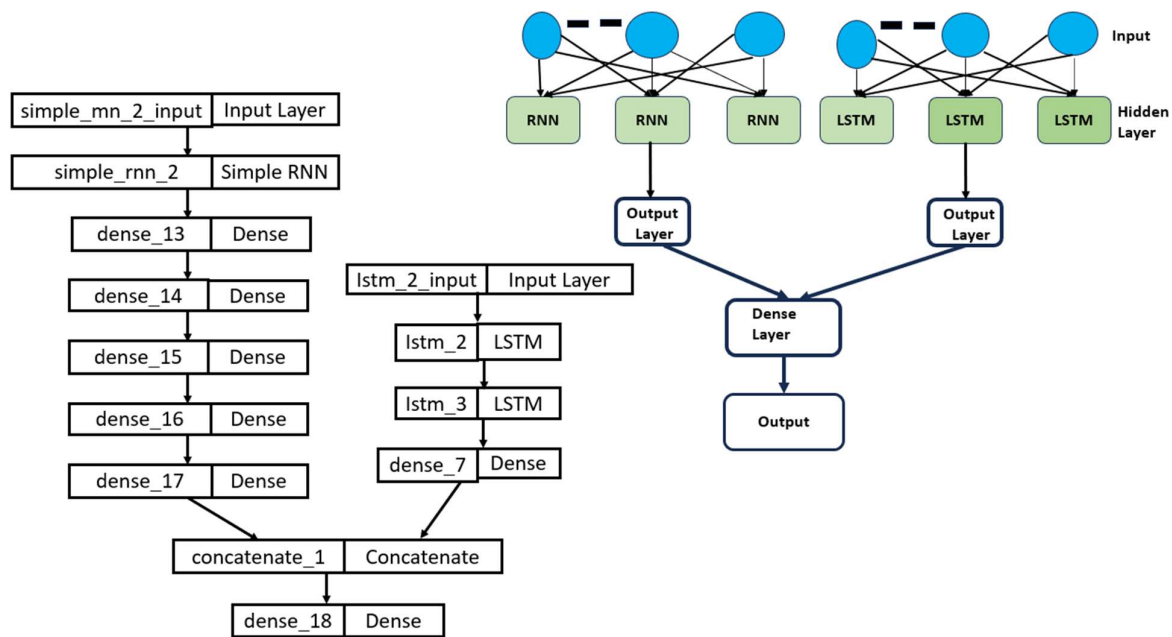 simple_mn_2_input Input Layer
simple_rnn_2 Simple RNN
dense_13 Dense
dense_14 Dense
dense_15 Dense
dense_16 Dense
dense_17 Dense
lstm_2_input Input Layer
lstm_2 LSTM
lstm_3 LSTM
dense_7 Dense
concatenate_1 Concatenate
dense_18 Dense
Input
RNN RNN RNN LSTM LSTM LSTM
Hidden
Layer
Output
Layer
Output
Layer
Dense
Layer
Output